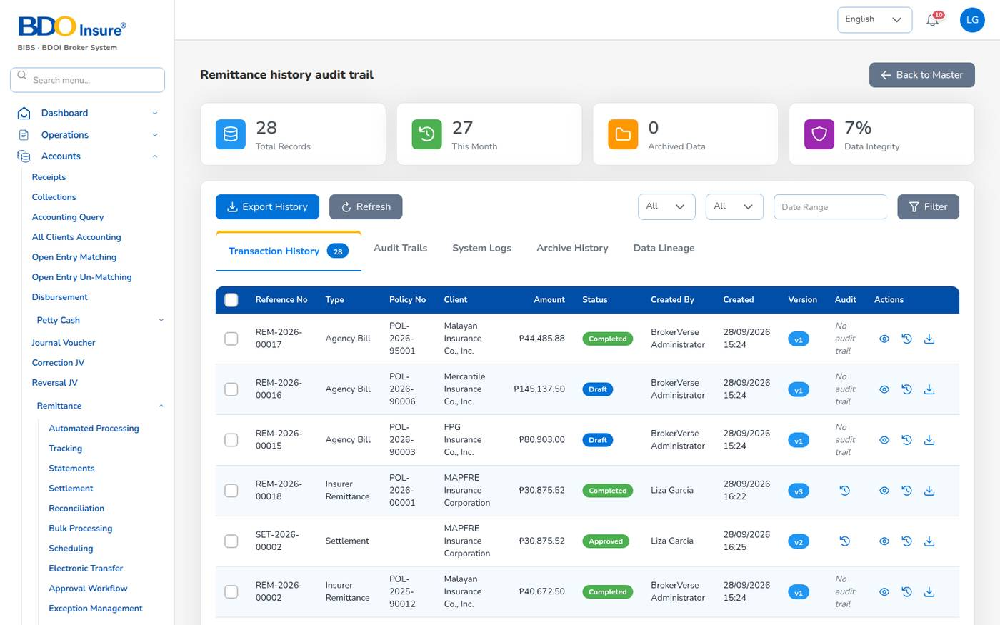 BDO Insure®
BIBS · BDOI Broker System
Search menu...
Dashboard
Operations
Accounts
Receipts
Collections
Accounting Query
All Clients Accounting
Open Entry Matching
Open Entry Un-Matching
Disbursement
Petty Cash
Journal Voucher
Correction JV
Reversal JV
Remittance
Automated Processing
Tracking
Statements
Settlement
Reconciliation
Bulk Processing
Scheduling
Electronic Transfer
Approval Workflow
Exception Management
English
10
LG
Remittance history audit trail
Back to Master
28
Total Records
27
This Month
0
Archived Data
7%
Data Integrity
Export History
Refresh
All
All
Date Range
Filter
Transaction History 28
Audit Trails
System Logs
Archive History
Data Lineage
Reference No Type Policy No Client Amount Status Created By Created Version Audit Actions
REM-2026-00017 Agency Bill POL-2026-95001 Malayan Insurance Co., Inc. ₱44,485.88 Completed BrokerVerse Administrator 28/09/2026 15:24 v1 No audit trail
REM-2026-00016 Agency Bill POL-2026-90006 Mercantile Insurance Co., Inc. ₱145,137.50 Draft BrokerVerse Administrator 28/09/2026 15:24 v1 No audit trail
REM-2026-00015 Agency Bill POL-2026-90003 FPG Insurance Co., Inc. ₱80,903.00 Draft BrokerVerse Administrator 28/09/2026 15:24 v1 No audit trail
REM-2026-00018 Insurer Remittance POL-2026-00001 MAPFRE Insurance Corporation ₱30,875.52 Completed Liza Garcia 28/09/2026 16:22 v3
SET-2026-00002 Settlement MAPFRE Insurance Corporation ₱30,875.52 Approved Liza Garcia 28/09/2026 16:25 v2
REM-2026-00002 Insurer Remittance POL-2025-90012 Malayan Insurance Co., Inc. ₱40,672.50 Completed BrokerVerse Administrator 28/09/2026 15:24 v1 No audit trail